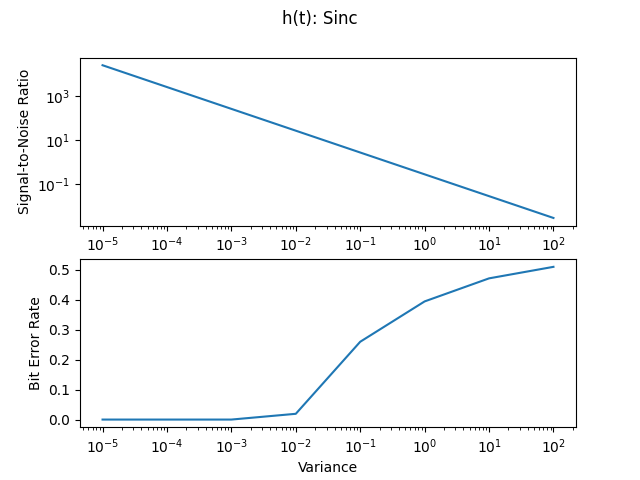 h(t): Sinc
Signal-to-Noise Ratio
10³
10¹
10⁻¹
10⁻⁵ 10⁻⁴ 10⁻³ 10⁻² 10⁻¹ 10⁰ 10¹ 10²
Bit Error Rate
0.5
0.4
0.3
0.2
0.1
0.0
10⁻⁵ 10⁻⁴ 10⁻³ 10⁻² 10⁻¹ 10⁰ 10¹ 10²
Variance